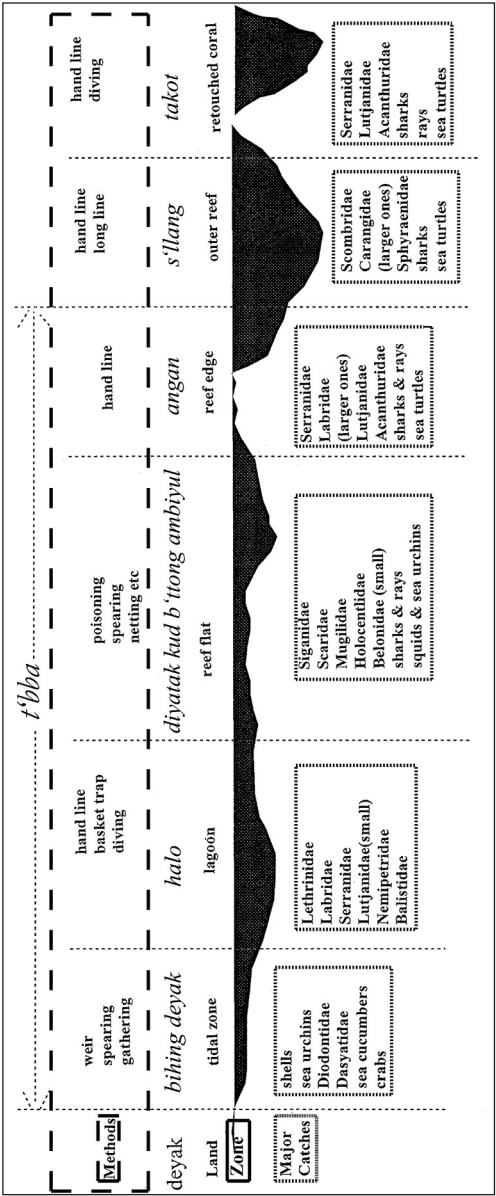 t‘bba
Methods
weir
spearing
gathering
hand line
basket trap
diving
poisoning
spearing
netting etc
hand line
hand line
long line
hand line
diving
deyak
bihing deyak
halo
diyatak kud b‘ttong ambiyul
angan
s‘llang
takot
Land
tidal zone
lagoón
reef flat
reef edge
outer reef
retouched coral
Zone
Major
Catches
shells
sea urchins
Diodontidae
Dasyatidae
sea cucumbers
crabs
Lethrinidae
Labridae
Serranidae
Lutjanidae(small)
Nemipetridae
Balistidae
Siganidae
Scaridae
Mugilidae
Holocentlidae
Belonidae (small)
sharks & rays
squids & sea urchins
Serranidae
Labridae
(larger ones)
Lutjanidae
Acanthuridae
sharks & rays
sea turtles
Scombridae
Carangidae
(larger ones)
Sphyraenidae
sharks
sea turtles
Serranidae
Lutjanidae
Acanthuridae
sharks
rays
sea turtles